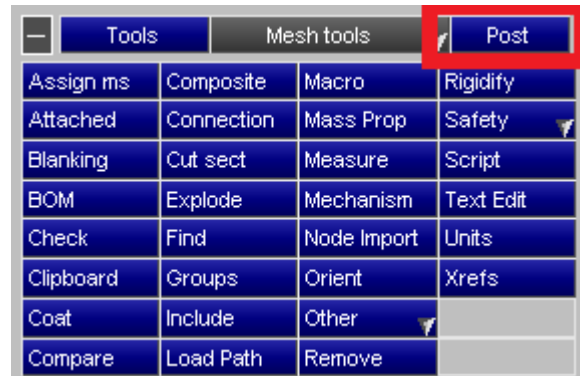 Tools Mesh tools Post
Assign ms Composite Macro Rigidify
Attached Connection Mass Prop Safety
Blanking Cut sect Measure Script
BOM Explode Mechanism Text Edit
Check Find Node Import Units
Clipboard Groups Orient Xrefs
Coat Include Other
Compare Load Path Remove